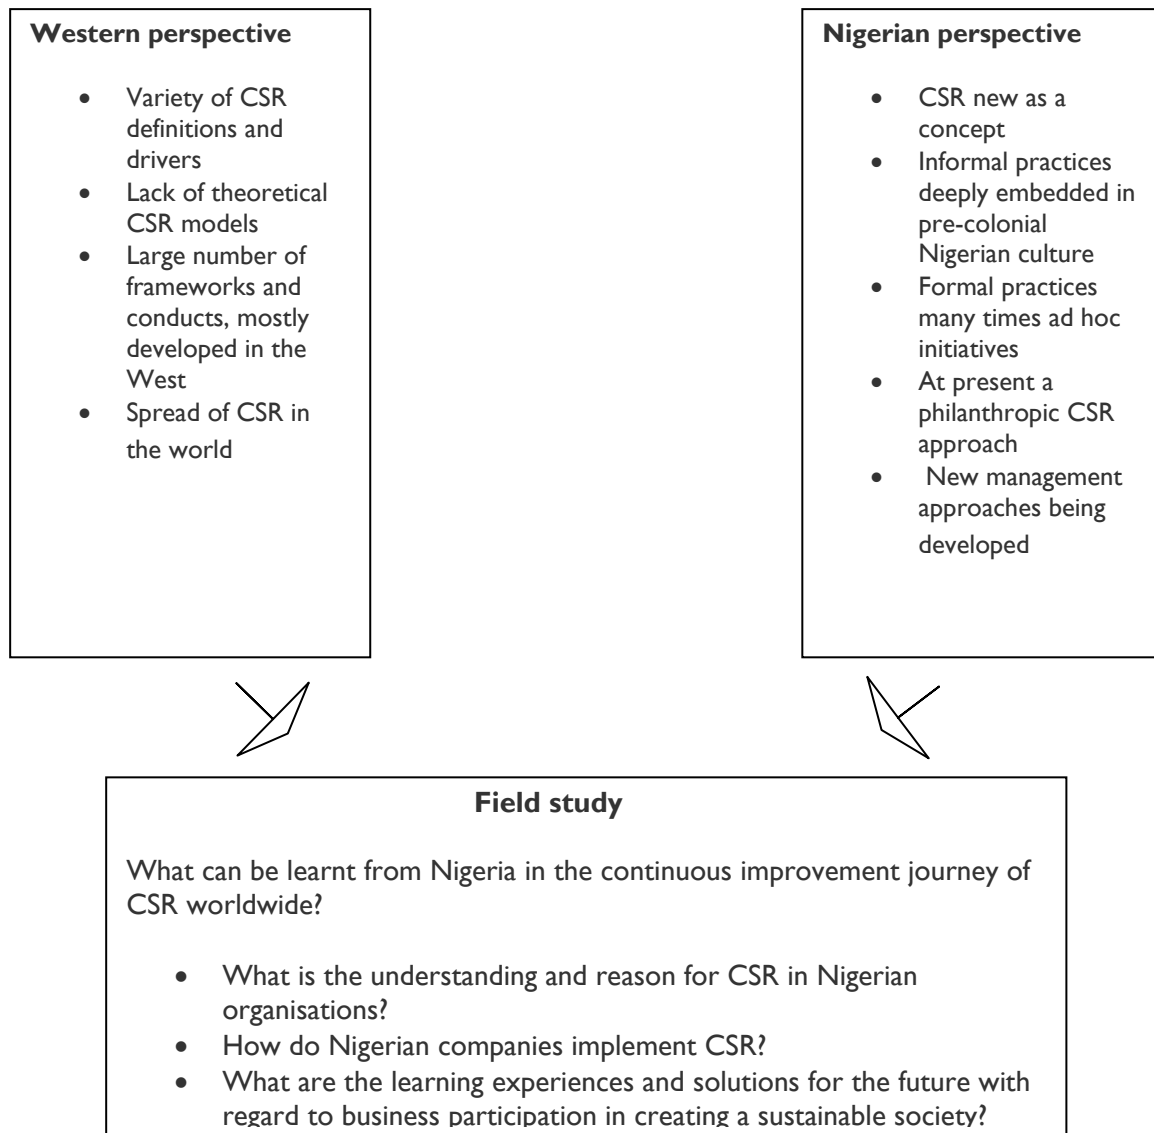 Western perspective
• Variety of CSR
definitions and
drivers
• Lack of theoretical
CSR models
• Large number of
frameworks and
conducts, mostly
developed in the
West
• Spread of CSR in
the world
Nigerian perspective
• CSR new as a
concept
• Informal practices
deeply embedded in
pre-colonial
Nigerian culture
• Formal practices
many times ad hoc
initiatives
• At present a
philanthropic CSR
approach
• New management
approaches being
developed
Field study
What can be learnt from Nigeria in the continuous improvement journey of
CSR worldwide?
• What is the understanding and reason for CSR in Nigerian
organisations?
• How do Nigerian companies implement CSR?
• What are the learning experiences and solutions for the future with
regard to business participation in creating a sustainable society?